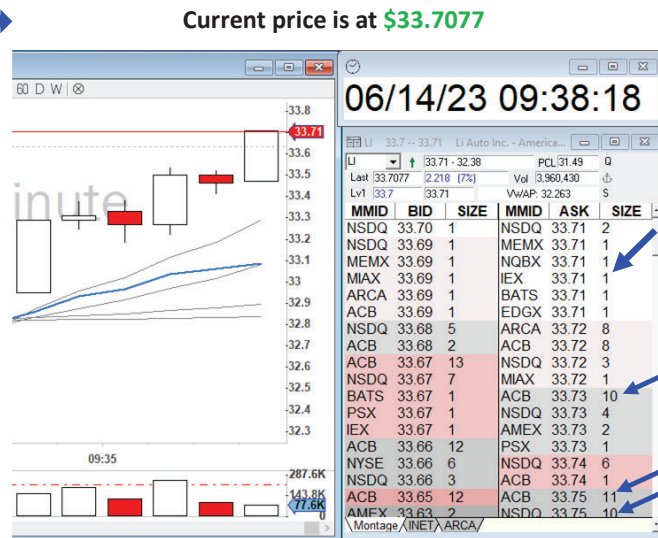 Current price is at $33.7077
60 D W
33.8
33.71
33.6
33.5
33.4
33.3
33.2
33.1
33
32.9
32.8
32.7
32.6
32.5
32.4
32.3
inute
09:35
287.6K
143.8K
77.6K
0
06/14/23 09:38:18
LI 33.7 -- 33.71 Li Auto Inc. - Americ...
LI 33.71 - 32.38 PCL 31.49 Q
Last 33.7077 2.218 (7%) Vol 3,960,430
Lv1 33.7 33.71 VWAP: 32.263 S
MMID BID SIZE MMID ASK SIZE
NSDQ 33.70 1 NSDQ 33.71 2
NSDQ 33.69 1 MEMX 33.71 1
MEMX 33.69 1 NQBX 33.71 1
MIAX 33.69 1 IEX 33.71 1
ARCA 33.69 1 BATS 33.71 1
ACB 33.69 1 EDGX 33.71 1
NSDQ 33.68 5 ARCA 33.72 8
ACB 33.68 2 ACB 33.72 8
ACB 33.67 13 NSDQ 33.72 3
NSDQ 33.67 7 MIAX 33.72 1
BATS 33.67 1 ACB 33.73 10
PSX 33.67 1 NSDQ 33.73 4
IEX 33.67 1 AMEX 33.73 2
ACB 33.66 12 PSX 33.73 1
NYSE 33.66 6 NSDQ 33.74 6
NSDQ 33.66 3 ACB 33.74 1
ACB 33.65 12 ACB 33.75 11
AMEX 33.63 2 NSDQ 33.75 10
Montage INET ARCA